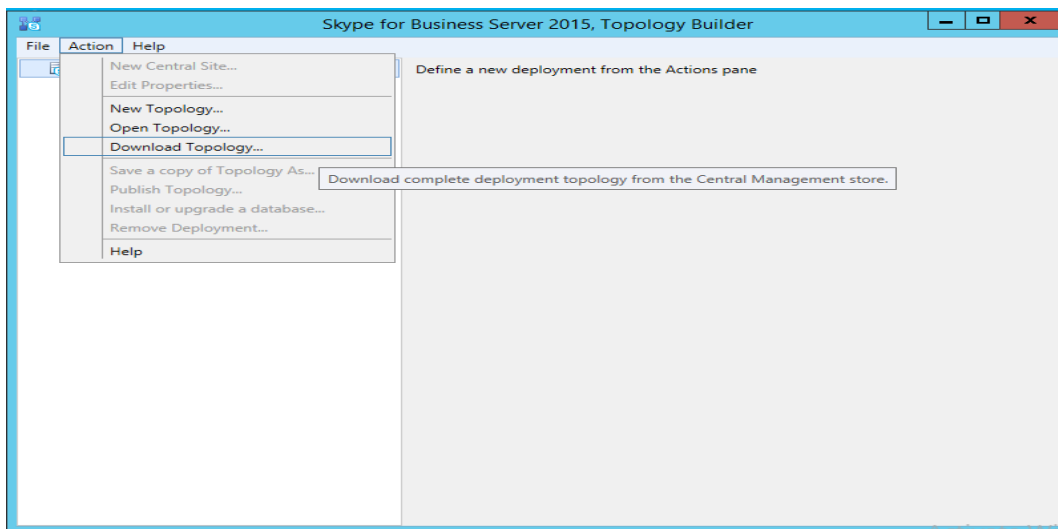 Skype for Business Server 2015, Topology Builder
File Action Help
New Central Site...
Edit Properties...
Define a new deployment from the Actions pane
New Topology...
Open Topology...
Download Topology...
Save a copy of Topology As...
Download complete deployment topology from the Central Management store.
Publish Topology...
Install or upgrade a database...
Remove Deployment...
Help